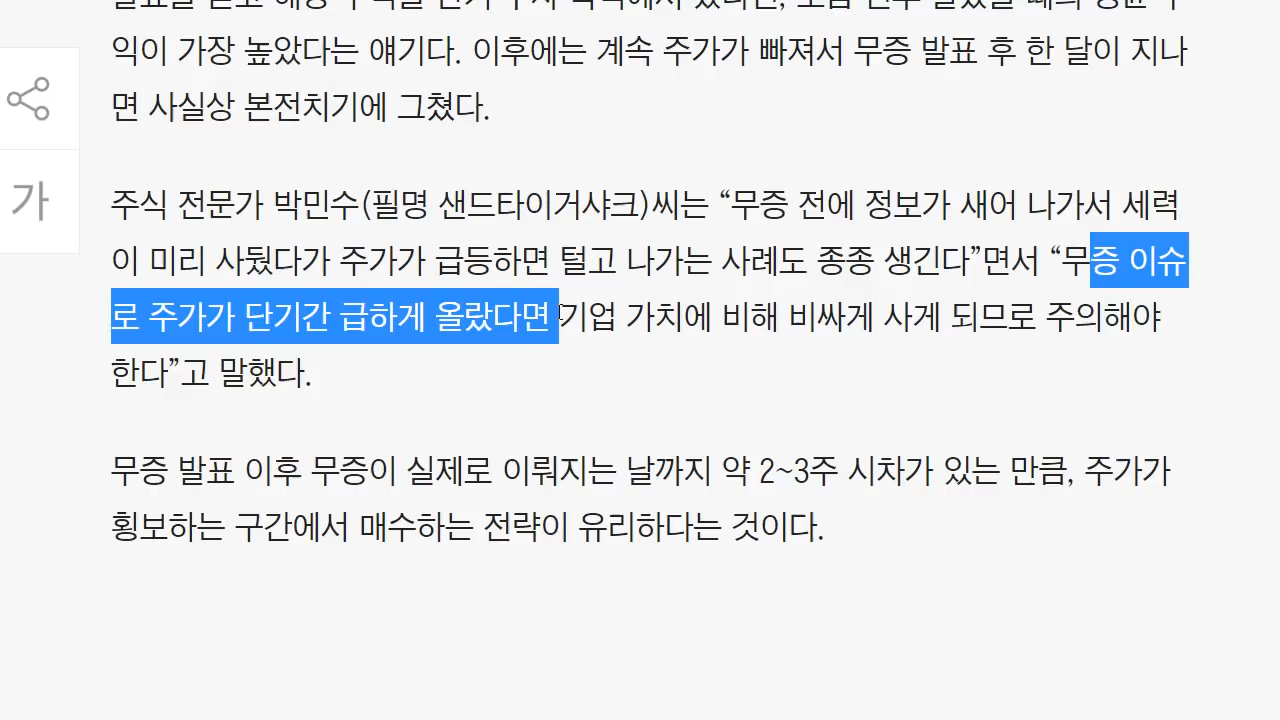 익이 가장 높았다는 얘기다. 이후에는 계속 주가가 빠져서 무증 발표 후 한 달이 지나
면 사실상 본전치기에 그쳤다.
가
주식 전문가 박민수(필명 샌드타이거샤크)씨는 “무증 전에 정보가 새어 나가서 세력
이 미리 사뒀다가 주가가 급등하면 털고 나가는 사례도 종종 생긴다”면서 “무증 이슈
로 주가가 단기간 급하게 올랐다면 기업 가치에 비해 비싸게 사게 되므로 주의해야
한다”고 말했다.
무증 발표 이후 무증이 실제로 이뤄지는 날까지 약 2~3주 시차가 있는 만큼, 주가가
횡보하는 구간에서 매수하는 전략이 유리하다는 것이다.